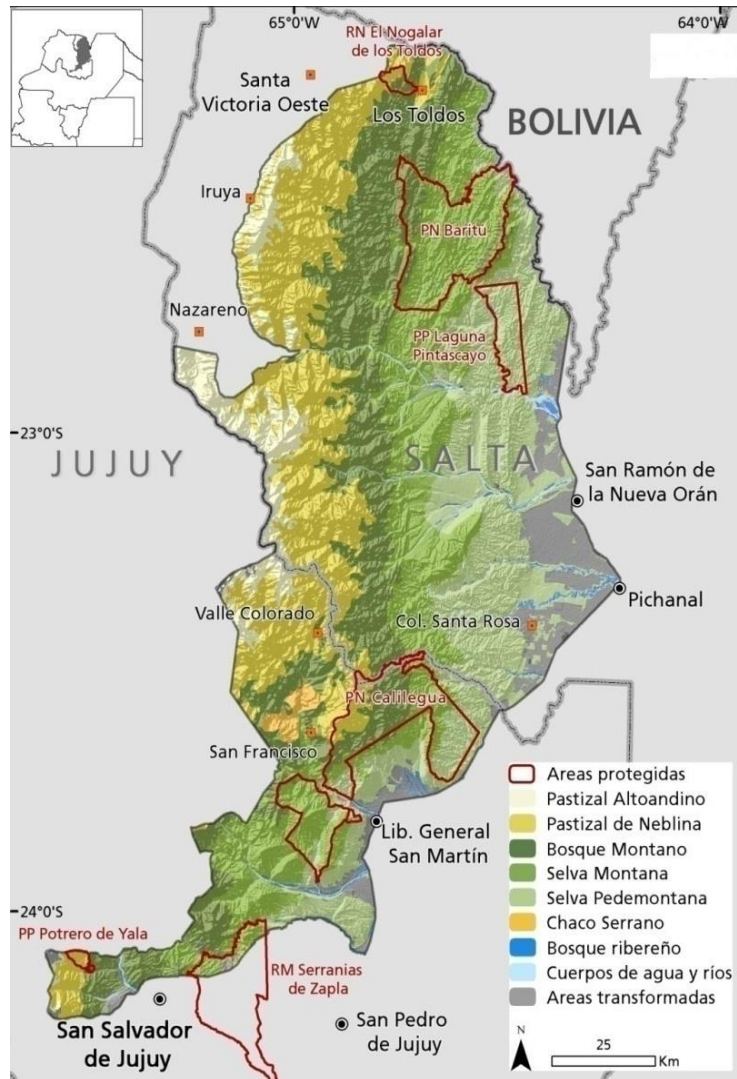 65°0'W
64°0'W
RN El Nogalar
de los Toldos
Santa
Victoria Oeste
Los Toldos
BOLIVIA
Iruya
PN Baritú
Nazareno
PP Laguna
Pintascayo
23°0'S
JUJUY
SALTA
San Ramón de
la Nueva Orán
Valle Colorado
Col. Santa Rosa
Pichanal
PN Calilegua
San Francisco
Lib. General
San Martín
24°0'S
PP Potrero de Yala
RM Serranias
de Zapla
San Salvador
de Jujuy
San Pedro
de Jujuy
Areas protegidas
Pastizal Altoandino
Pastizal de Neblina
Bosque Montano
Selva Montana
Selva Pedemontana
Chaco Serrano
Bosque ribereño
Cuerpos de agua y ríos
Areas transformadas
N
25
Km